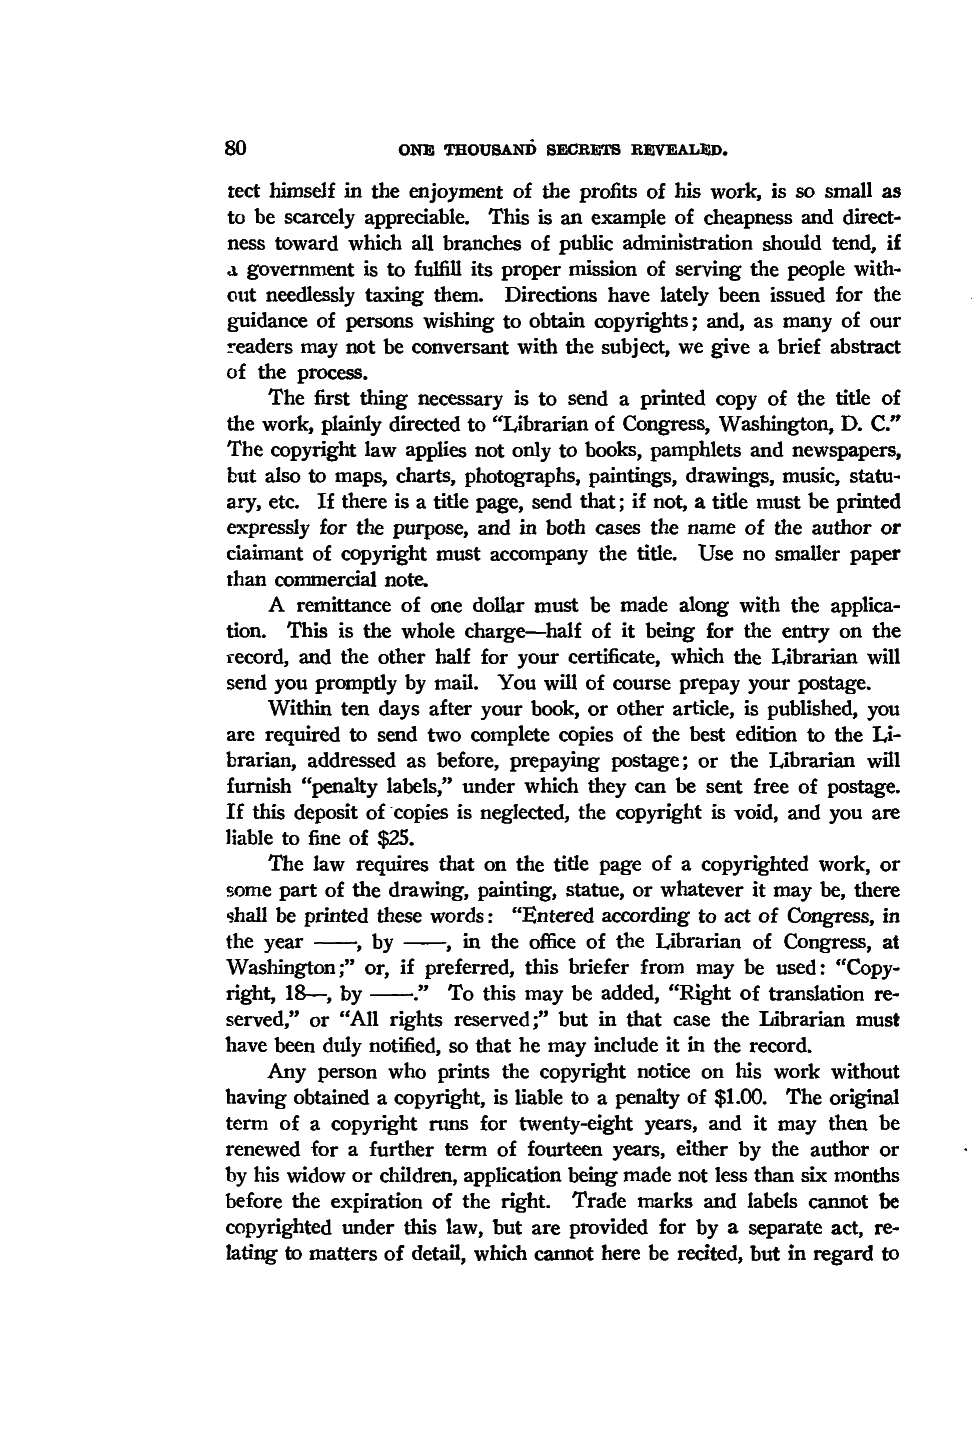 80 ONE THOUSAND SECRETS REVEALED.
tect himself in the enjoyment of the profits of his work, is so small as
to be scarcely appreciable. This is an example of cheapness and direct-
ness toward which all branches of public administration should tend, if
a government is to fulfill its proper mission of serving the people with-
out needlessly taxing them. Directions have lately been issued for the
guidance of persons wishing to obtain copyrights; and, as many of our
readers may not be conversant with the subject, we give a brief abstract
of the process.
The first thing necessary is to send a printed copy of the title of
the work, plainly directed to “Librarian of Congress, Washington, D. C.”
The copyright law applies not only to books, pamphlets and newspapers,
but also to maps, charts, photographs, paintings, drawings, music, statu-
ary, etc. If there is a title page, send that; if not, a title must be printed
expressly for the purpose, and in both cases the name of the author or
claimant of copyright must accompany the title. Use no smaller paper
than commercial note.
A remittance of one dollar must be made along with the applica-
tion. This is the whole charge—half of it being for the entry on the
record, and the other half for your certificate, which the Librarian will
send you promptly by mail. You will of course prepay your postage.
Within ten days after your book, or other article, is published, you
are required to send two complete copies of the best edition to the Li-
brarian, addressed as before, prepaying postage; or the Librarian will
furnish “penalty labels,” under which they can be sent free of postage.
If this deposit of copies is neglected, the copyright is void, and you are
liable to fine of $25.
The law requires that on the title page of a copyrighted work, or
some part of the drawing, painting, statue, or whatever it may be, there
shall be printed these words: “Entered according to act of Congress, in
the year ——, by ——, in the office of the Librarian of Congress, at
Washington;” or, if preferred, this briefer from may be used: “Copy-
right, 18—, by ——.” To this may be added, “Right of translation re-
served,” or “All rights reserved;” but in that case the Librarian must
have been duly notified, so that he may include it in the record.
Any person who prints the copyright notice on his work without
having obtained a copyright, is liable to a penalty of $1.00. The original
term of a copyright runs for twenty-eight years, and it may then be
renewed for a further term of fourteen years, either by the author or
by his widow or children, application being made not less than six months
before the expiration of the right. Trade marks and labels cannot be
copyrighted under this law, but are provided for by a separate act, re-
lating to matters of detail, which cannot here be recited, but in regard to